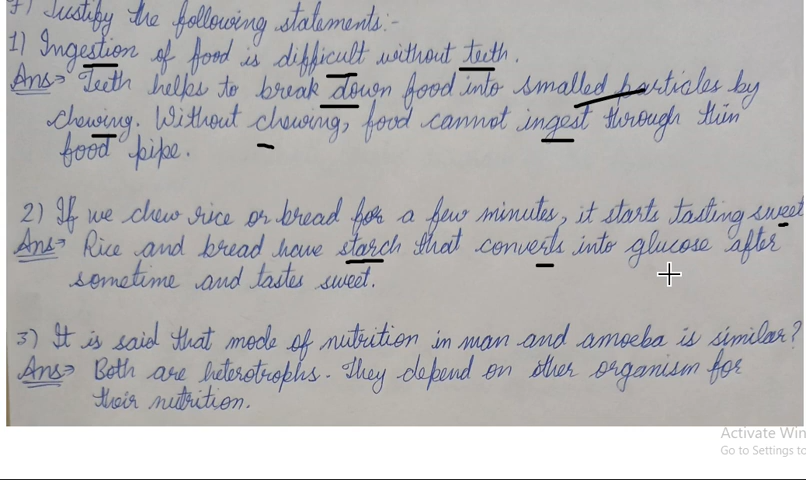 7) Justify the following statements:-
1) Ingestion of food is difficult without teeth.
Ans→ Teeth helps to break down food into smalled particles by
chewing. Without chewing, food cannot ingest through thin
food pipe.
2) If we chew rice or bread for a few minutes, it starts tasting sweet
Ans→ Rice and bread have starch that converts into glucose after
sometime and tastes sweet.
3) It is said that mode of nutrition in man and amoeba is similar?
Ans→ Both are heterotrophs. They depend on other organism for
their nutrition.
Activate Win
Go to Settings to